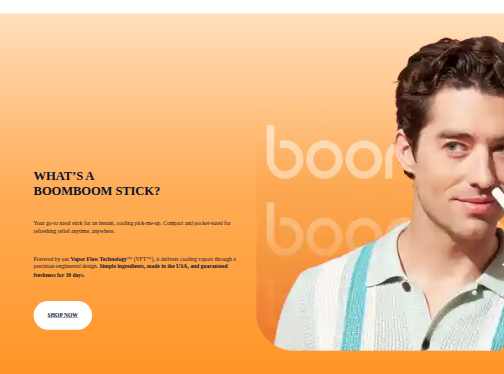 boom
boom
WHAT'S A
BOOMBOOM STICK?
Your go-to nasal stick for an instant, cooling pick-me-up. Compact and pocket-sized for
refreshing relief anytime, anywhere.
Powered by our Vapor Flow Technology™ (VFT™), it delivers cooling vapors through a
precision-engineered design. Simple ingredients, made in the USA, and guaranteed
freshness for 30 days.
SHOP NOW